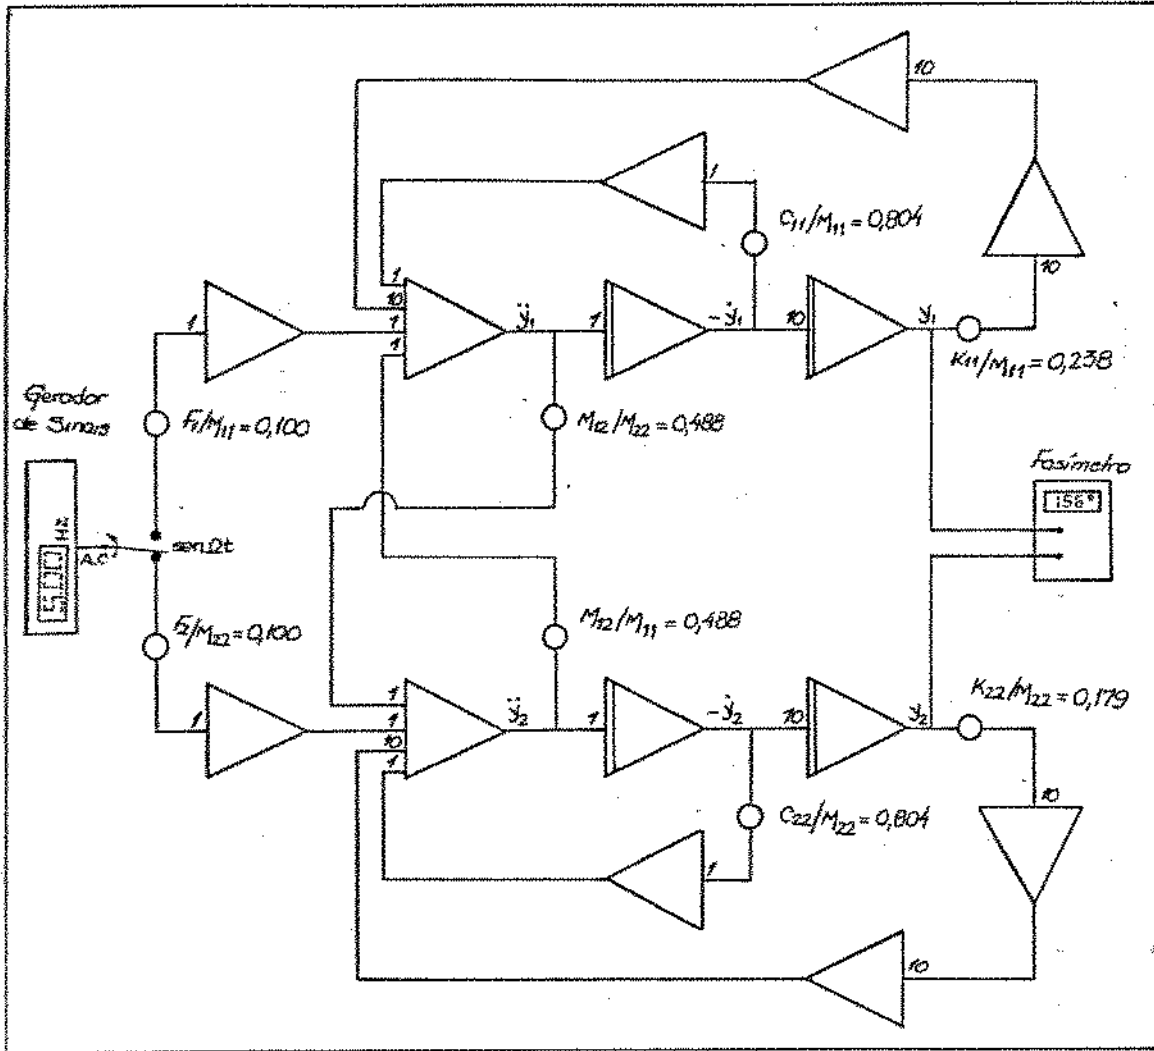 10
1
C11/M11 = 0,804
10
1
10
1
1
1
ÿ1
1
-ẏ1
10
y1
K11/M11 = 0,238
Gerador
de Sinais
F1/M11 = 0,100
M12/M22 = 0,488
Fasímetro
158°
5.00 Hz
A.C.
sen Ωt
F2/M22 = 0,100
M12/M11 = 0,488
1
1
1
10
1
ÿ2
1
-ẏ2
10
y2
K22/M22 = 0,179
C22/M22 = 0,804
10
1
10